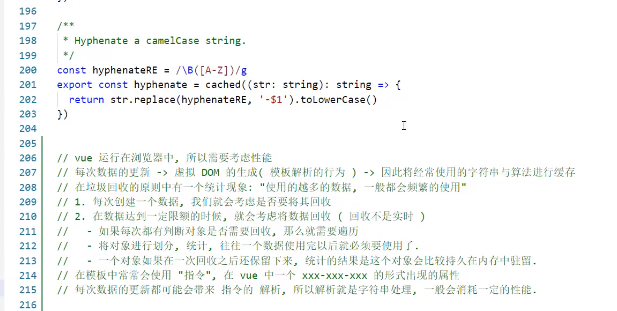 196
197 /**
198  * Hyphenate a camelCase string.
199  */
200 const hyphenateRE = /\B([A-Z])/g
201 export const hyphenate = cached((str: string): string => {
202   return str.replace(hyphenateRE, '-$1').toLowerCase()
203 })
204
205
206 // vue 运行在浏览器中, 所以需要考虑性能
207 // 每次数据的更新 -> 虚拟 DOM 的生成( 模板解析的行为 ) -> 因此将经常使用的字符串与算法进行缓存
208 // 在垃圾回收的原则中有一个统计现象: "使用的越多的数据, 一般都会频繁的使用"
209 // 1. 每次创建一个数据, 我们就会考虑是否要将其回收
210 // 2. 在数据达到一定限额的时候, 就会考虑将数据回收 ( 回收不是实时 )
211 //   - 如果每次都有判断对象是否需要回收, 那么就需要遍历
212 //   - 将对象进行划分, 统计, 往往一个数据使用完以后就必须要使用了.
213 //   - 一个对象如果在一次回收之后还保留下来, 统计的结果是这个对象会比较持久在内存中驻留.
214 // 在模板中常常会使用 "指令", 在 vue 中一个 xxx-xxx-xxx 的形式出现的属性
215 // 每次数据的更新都可能会带来 指令的 解析, 所以解析就是字符串处理, 一般会消耗一定的性能.
216